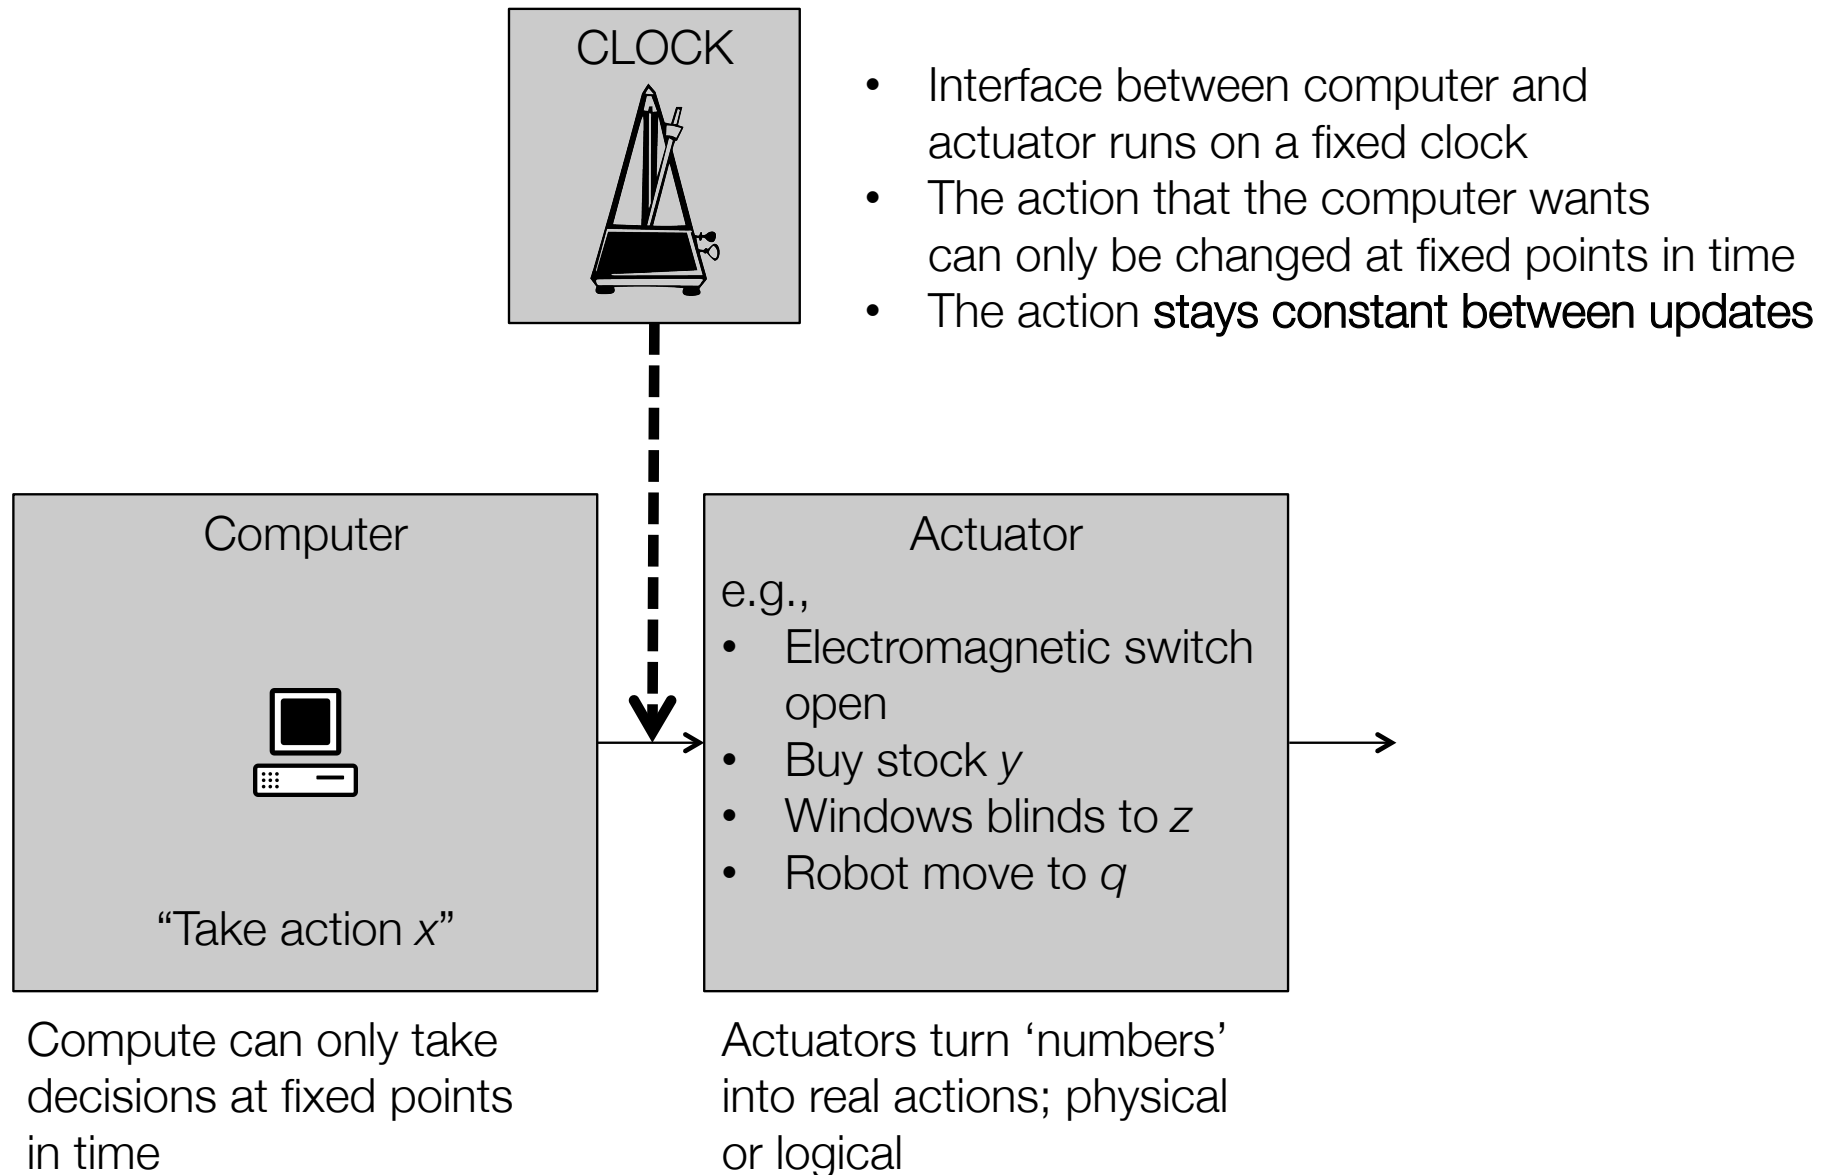 CLOCK
• Interface between computer and
actuator runs on a fixed clock
• The action that the computer wants
can only be changed at fixed points in time
• The action stays constant between updates
Computer
“Take action x”
Actuator
e.g.,
• Electromagnetic switch
open
• Buy stock y
• Windows blinds to z
• Robot move to q
Compute can only take
decisions at fixed points
in time
Actuators turn ‘numbers’
into real actions; physical
or logical